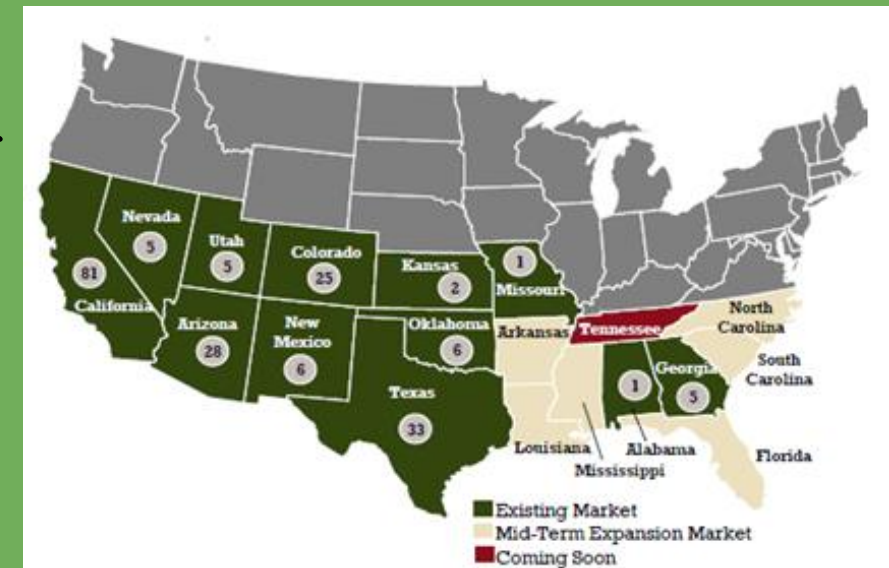 Nevada
5
Utah
5
Colorado
25
Kansas
2
1
Missouri
81
California
Arizona
28
New
Mexico
6
Oklahoma
6
Arkansas
Tennessee
North
Carolina
Texas
33
1
Georgia
5
South
Carolina
Louisiana
Mississippi
Alabama
Florida
Existing Market
Mid-Term Expansion Market
Coming Soon